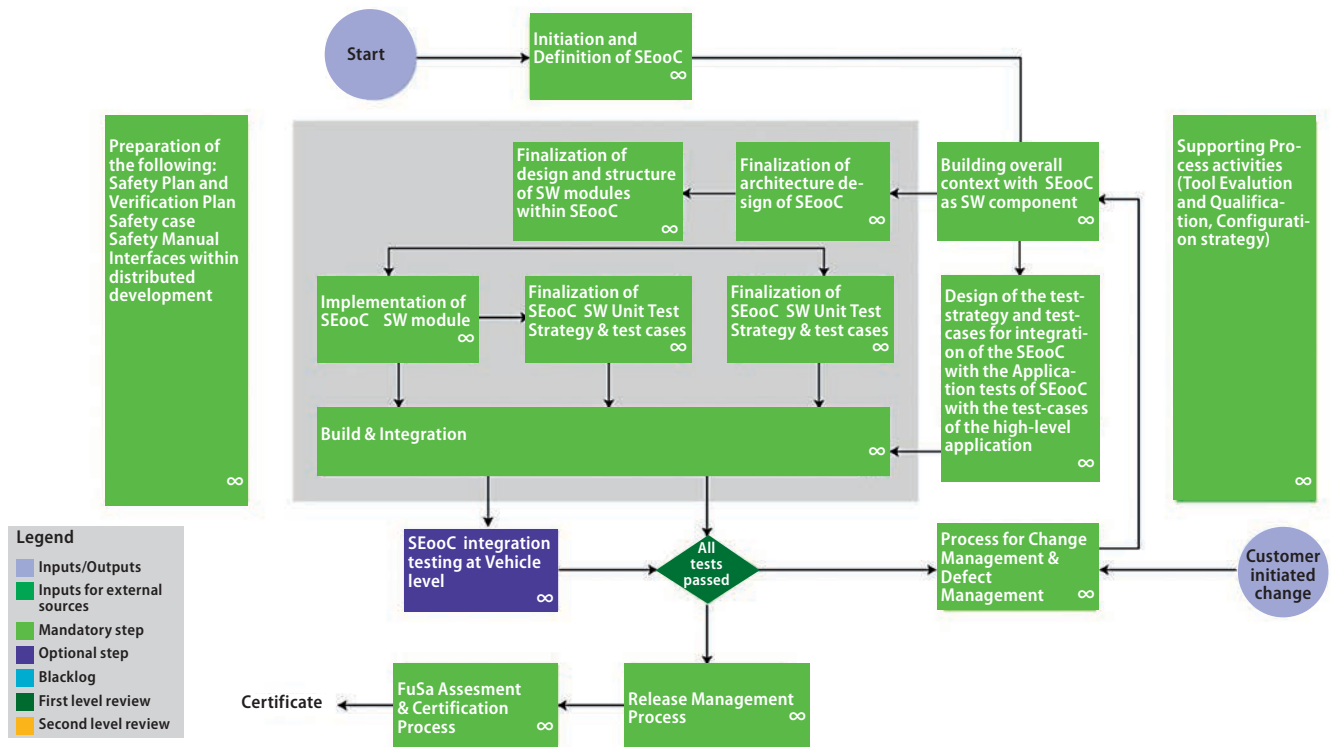 Start
Initiation and
Definition of SEooC
∞
Preparation of
the following:
Safety Plan and
Verification Plan
Safety case
Safety Manual
Interfaces within
distributed
development
∞
Finalization of
design and structure
of SW modules
within SEooC
∞
Finalization of
architecture de-
sign of SEooC
∞
Building overall
context with SEooC
as SW component
∞
Supporting Pro-
cess activities
(Tool Evalution
and Qualifica-
tion, Configurati-
on strategy)
∞
Implementation of
SEooC SW module
∞
Finalization of
SEooC SW Unit Test
Strategy & test cases
∞
Finalization of
SEooC SW Unit Test
Strategy & test cases
∞
Design of the test-
strategy and test-
cases for integrati-
on of the SEooC
with the Applica-
tion tests of SEooC
with the test-cases
of the high-level
application
∞
Build & Integration
∞
SEooC integration
testing at Vehicle
level
∞
All
tests
passed
Process for Change
Management &
Defect
Management
∞
Customer
initiated
change
Certificate
FuSa Assesment
& Certification
Process
∞
Release Management
Process
∞
Legend
Inputs/Outputs
Inputs for external
sources
Mandatory step
Optional step
Blacklog
First level review
Second level review